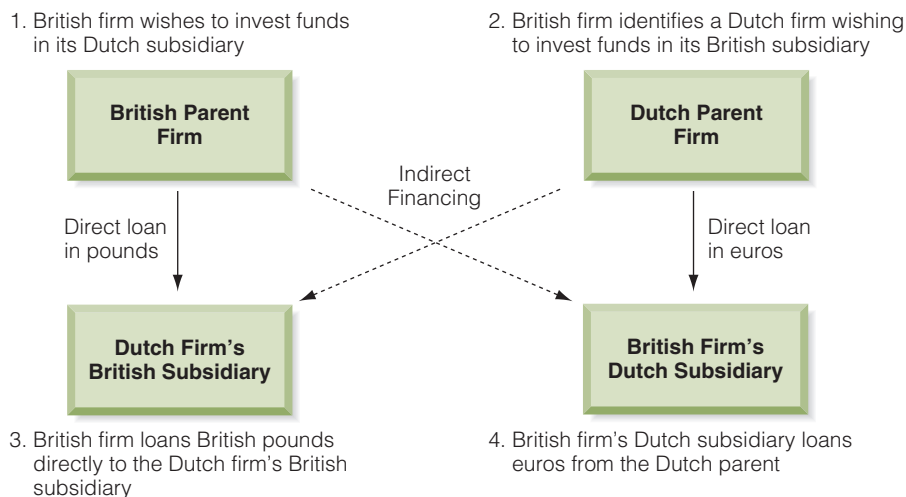 1. British firm wishes to invest funds
in its Dutch subsidiary
2. British firm identifies a Dutch firm wishing
to invest funds in its British subsidiary
British Parent
Firm
Dutch Parent
Firm
Indirect
Financing
Direct loan
in pounds
Direct loan
in euros
Dutch Firm's
British Subsidiary
British Firm's
Dutch Subsidiary
3. British firm loans British pounds
directly to the Dutch firm's British
subsidiary
4. British firm's Dutch subsidiary loans
euros from the Dutch parent